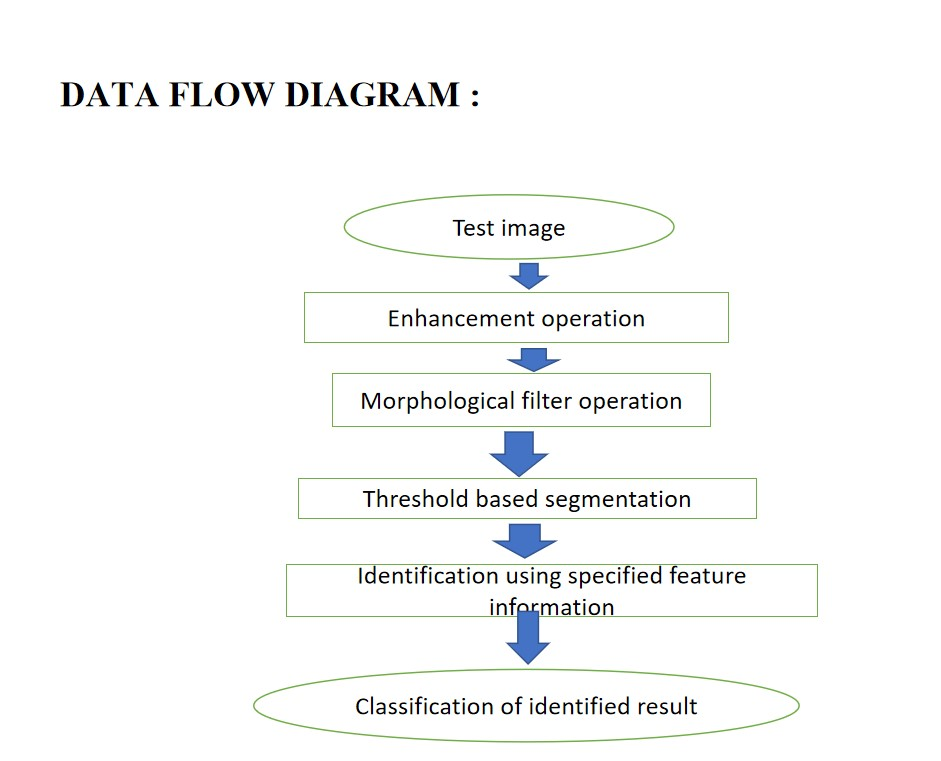 DATA FLOW DIAGRAM :
Test image
Enhancement operation
Morphological filter operation
Threshold based segmentation
Identification using specified feature
information
Classification of identified result